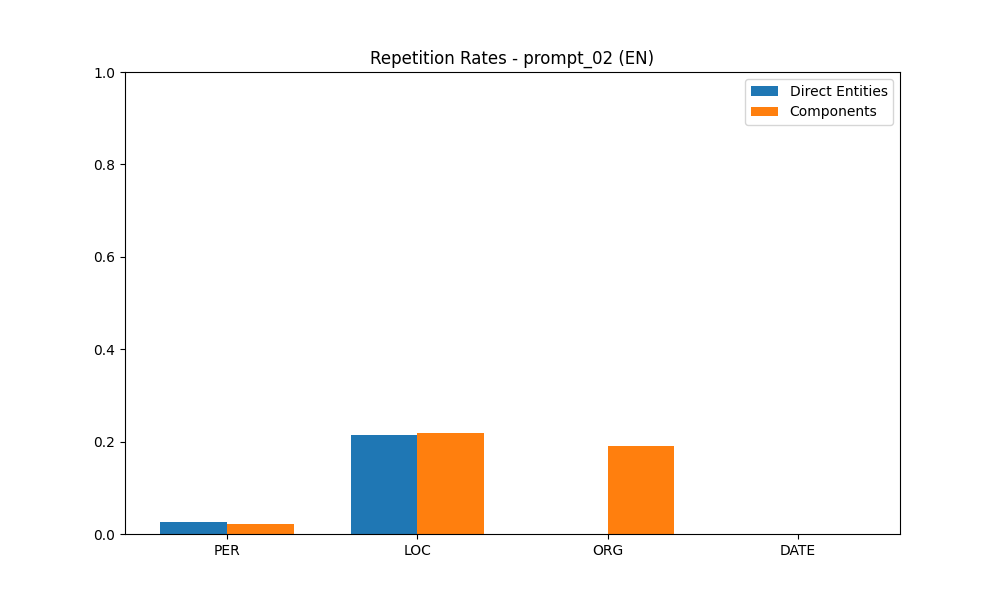 Repetition Rates - prompt_02 (EN)
1.0
0.8
0.6
0.4
0.2
0.0
Direct Entities
Components
PER
LOC
ORG
DATE